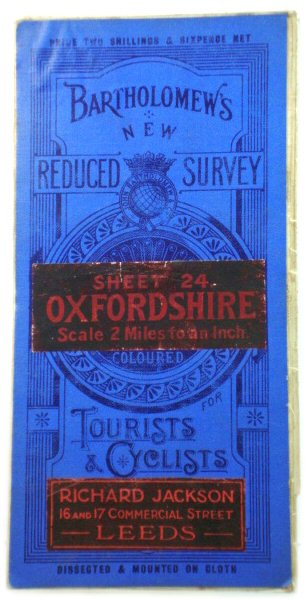 PRICE TWO SHILLINGS & SIXPENCE NET
BARTHOLOMEW'S
NEW
REDUCED SURVEY
SHEET 24
OXFORDSHIRE
Scale 2 Miles to an Inch
COLOURED
FOR
TOURISTS
& CYCLISTS
RICHARD JACKSON
16 AND 17 COMMERCIAL STREET
— LEEDS —
DISSECTED & MOUNTED ON CLOTH